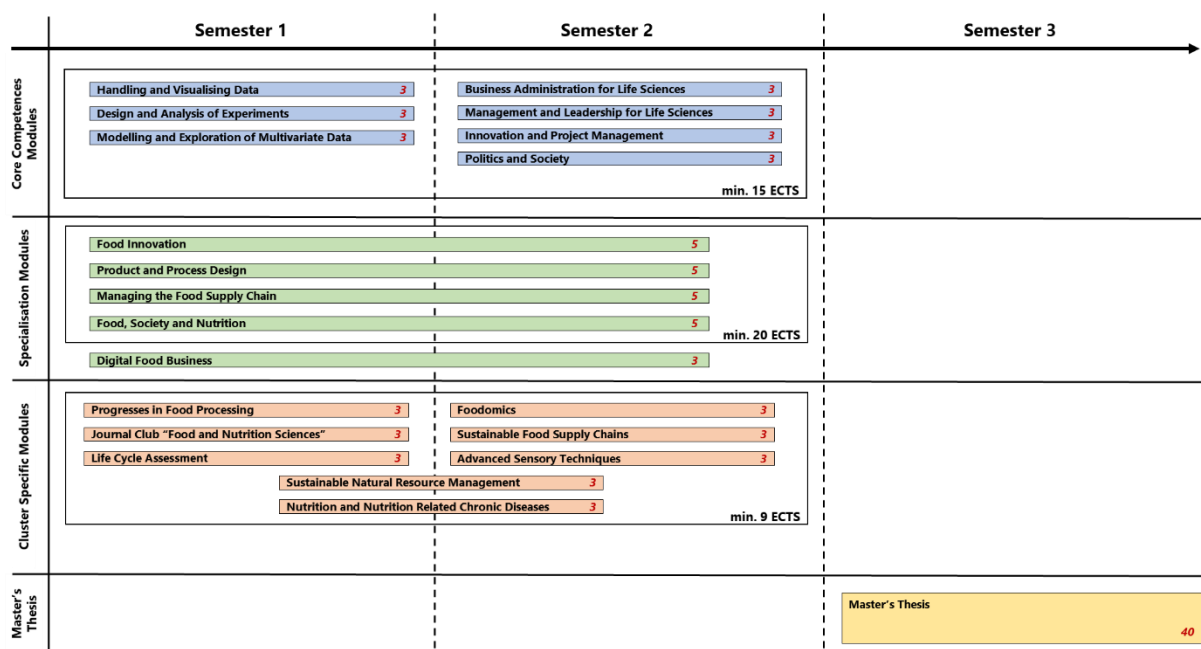 Semester 1
Semester 2
Semester 3
Core Competences
Modules
Handling and Visualising Data 3
Design and Analysis of Experiments 3
Modelling and Exploration of Multivariate Data 3
Business Administration for Life Sciences 3
Management and Leadership for Life Sciences 3
Innovation and Project Management 3
Politics and Society 3
min. 15 ECTS
Specialisation Modules
Food Innovation 5
Product and Process Design 5
Managing the Food Supply Chain 5
Food, Society and Nutrition 5
min. 20 ECTS
Digital Food Business 3
Cluster Specific Modules
Progresses in Food Processing 3
Journal Club “Food and Nutrition Sciences” 3
Life Cycle Assessment 3
Foodomics 3
Sustainable Food Supply Chains 3
Advanced Sensory Techniques 3
Sustainable Natural Resource Management 3
Nutrition and Nutrition Related Chronic Diseases 3
min. 9 ECTS
Master’s
Thesis
Master’s Thesis
40